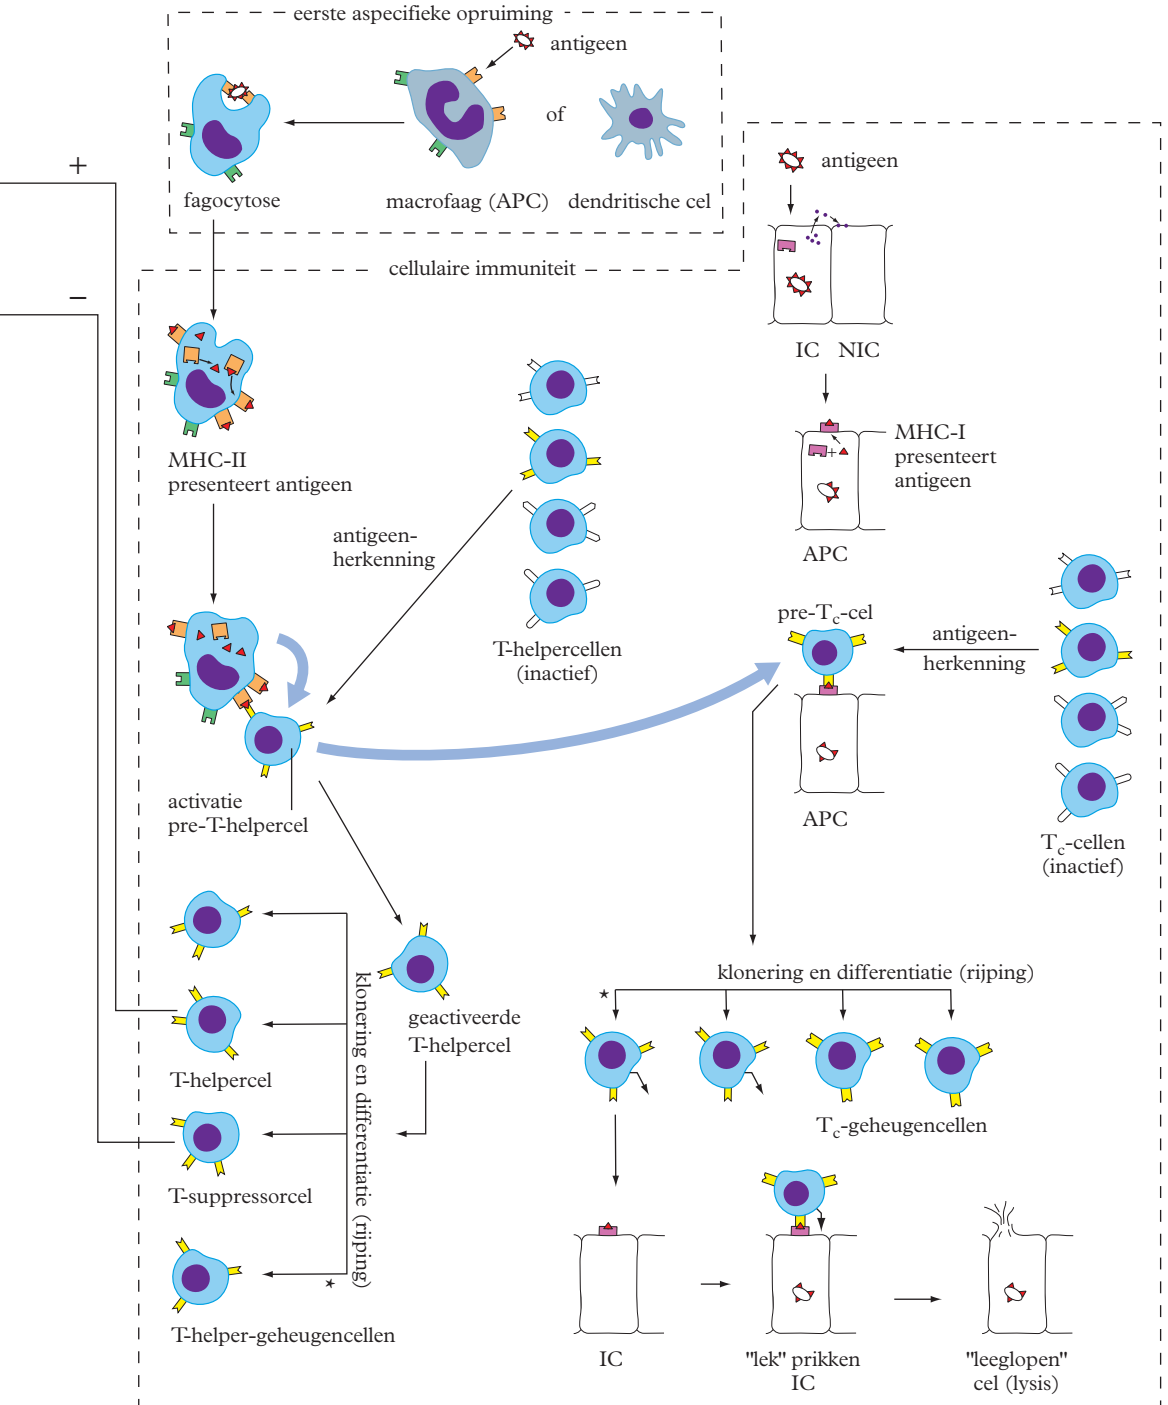 eerste aspecifieke opruiming
antigeen
of
fagocytose
macrofaag (APC)
dendritische cel
+
−
cellulaire immuniteit
antigeen
IC
NIC
MHC-II
presenteert antigeen
MHC-I
presenteert
antigeen
+
APC
antigeen-
herkenning
T-helpercellen
(inactief)
pre-Tc-cel
antigeen-
herkenning
activatie
pre-T-helpercel
APC
Tc-cellen
(inactief)
klonering en differentiatie (rijping)
*
geactiveerde
T-helpercel
klonering en differentiatie (rijping)
*
T-helpercel
T-suppressorcel
T-helper-geheugencellen
Tc-geheugencellen
IC
"lek" prikken
IC
"leeglopen"
cel (lysis)